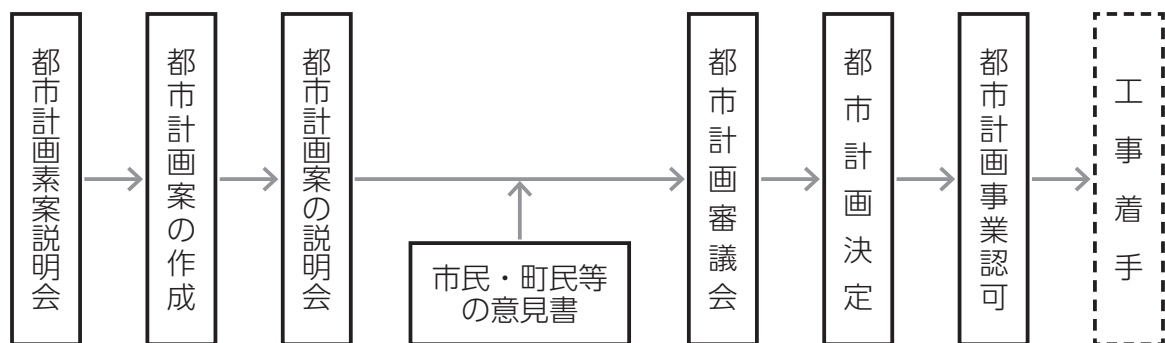 都市計画素案説明会
都市計画案の作成
都市計画案の説明会
市民・町民等
の意見書
都市計画審議会
都市計画決定
都市計画事業認可
工事着手